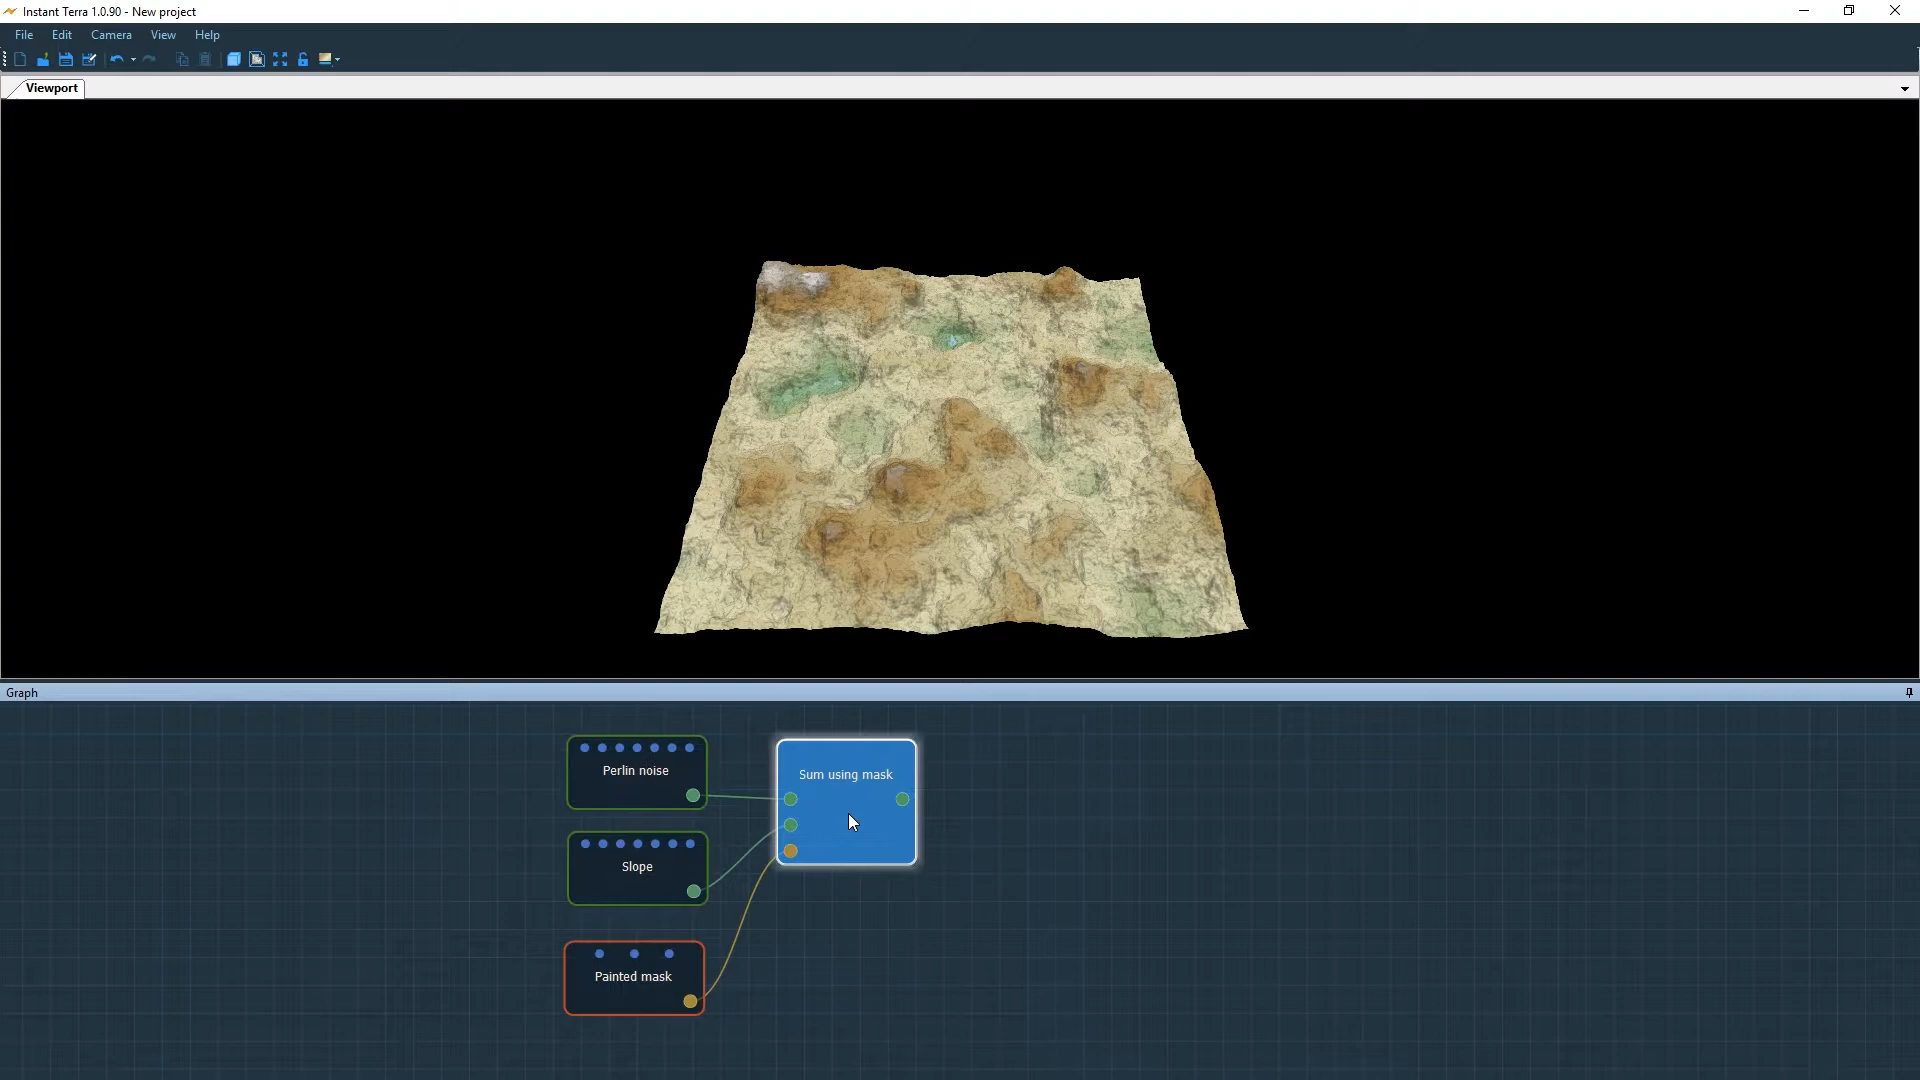 Instant Terra 1.0.90 - New project
File Edit Camera View Help
Viewport
Graph
Perlin noise
Sum using mask
Slope
Painted mask